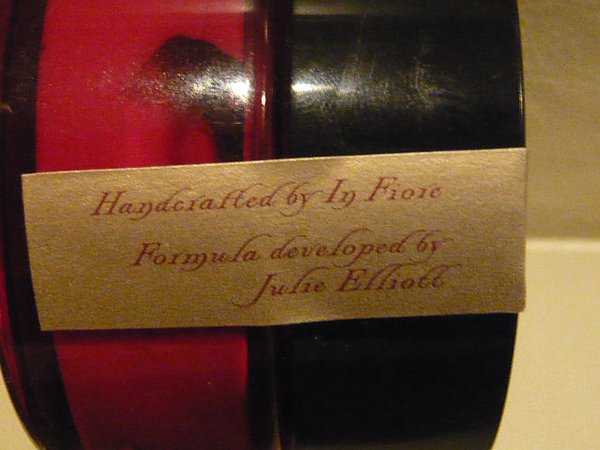 Handcrafted by In Fiore
Formula developed by
Julie Elliott